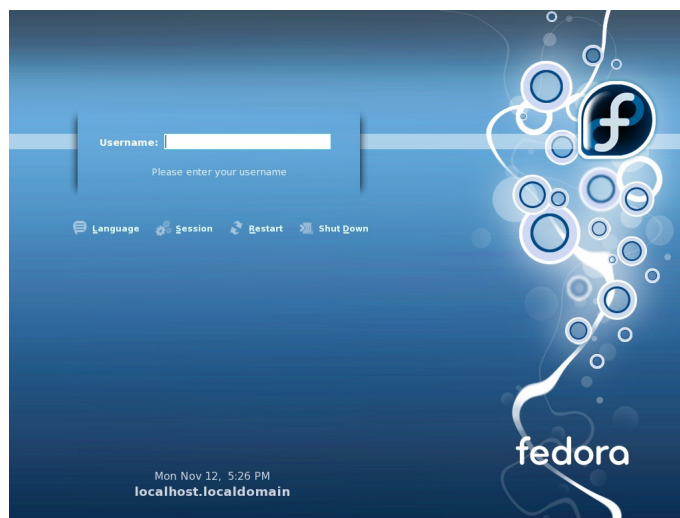 Username:
Please enter your username
Language Session Restart Shut Down
fedora
Mon Nov 12, 5:26 PM
localhost.localdomain